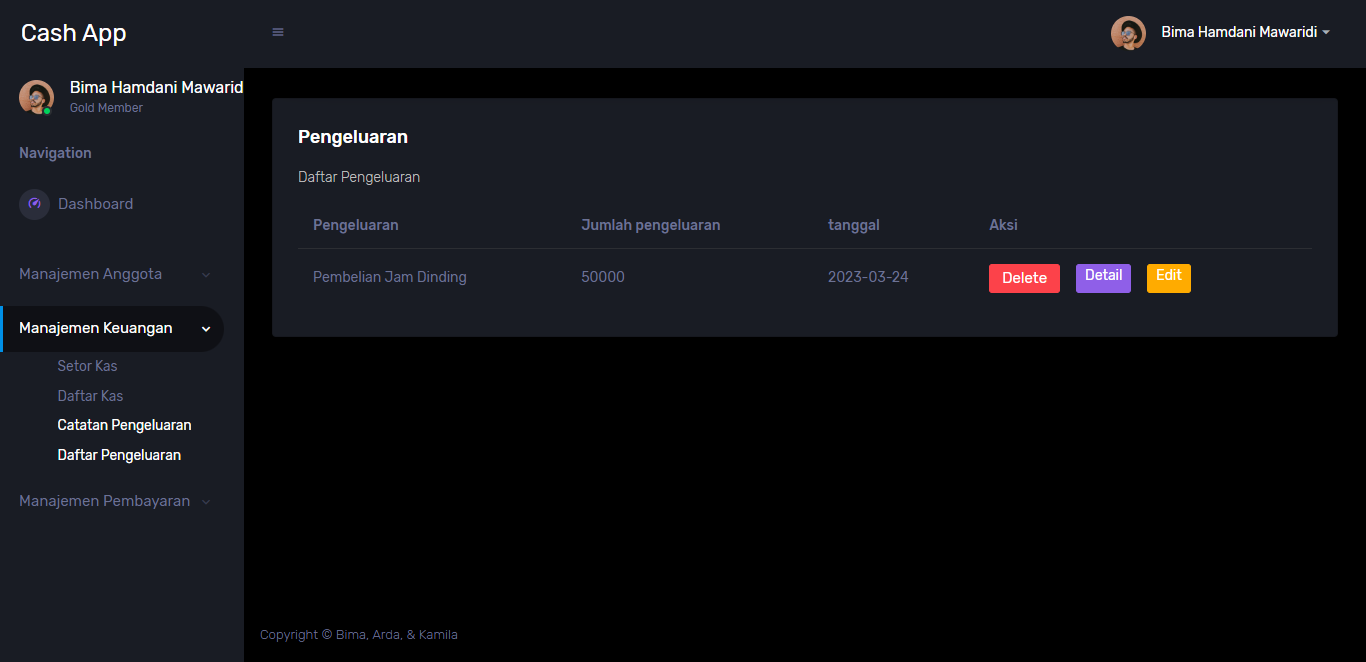 Cash App
Bima Hamdani Mawaridi
Bima Hamdani Mawarid
Gold Member
Navigation
Dashboard
Manajemen Anggota
Manajemen Keuangan
Setor Kas
Daftar Kas
Catatan Pengeluaran
Daftar Pengeluaran
Manajemen Pembayaran
Pengeluaran
Daftar Pengeluaran
Pengeluaran Jumlah pengeluaran tanggal Aksi
Pembelian Jam Dinding 50000 2023-03-24 Delete Detail Edit
Copyright © Bima, Arda, & Kamila